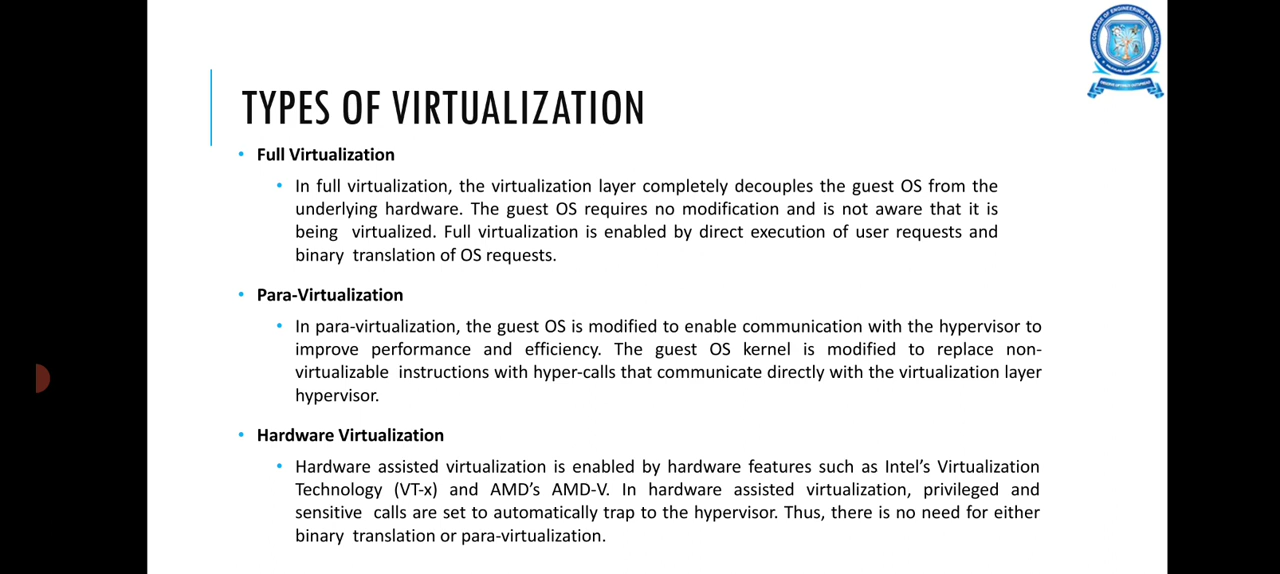 TYPES OF VIRTUALIZATION
• Full Virtualization
• In full virtualization, the virtualization layer completely decouples the guest OS from the
underlying hardware. The guest OS requires no modification and is not aware that it is
being virtualized. Full virtualization is enabled by direct execution of user requests and
binary translation of OS requests.
• Para-Virtualization
• In para-virtualization, the guest OS is modified to enable communication with the hypervisor to
improve performance and efficiency. The guest OS kernel is modified to replace non-
virtualizable instructions with hyper-calls that communicate directly with the virtualization layer
hypervisor.
• Hardware Virtualization
• Hardware assisted virtualization is enabled by hardware features such as Intel’s Virtualization
Technology (VT-x) and AMD’s AMD-V. In hardware assisted virtualization, privileged and
sensitive calls are set to automatically trap to the hypervisor. Thus, there is no need for either
binary translation or para-virtualization.
COLLEGE OF ENGINEERING AND TECHNOLOGY